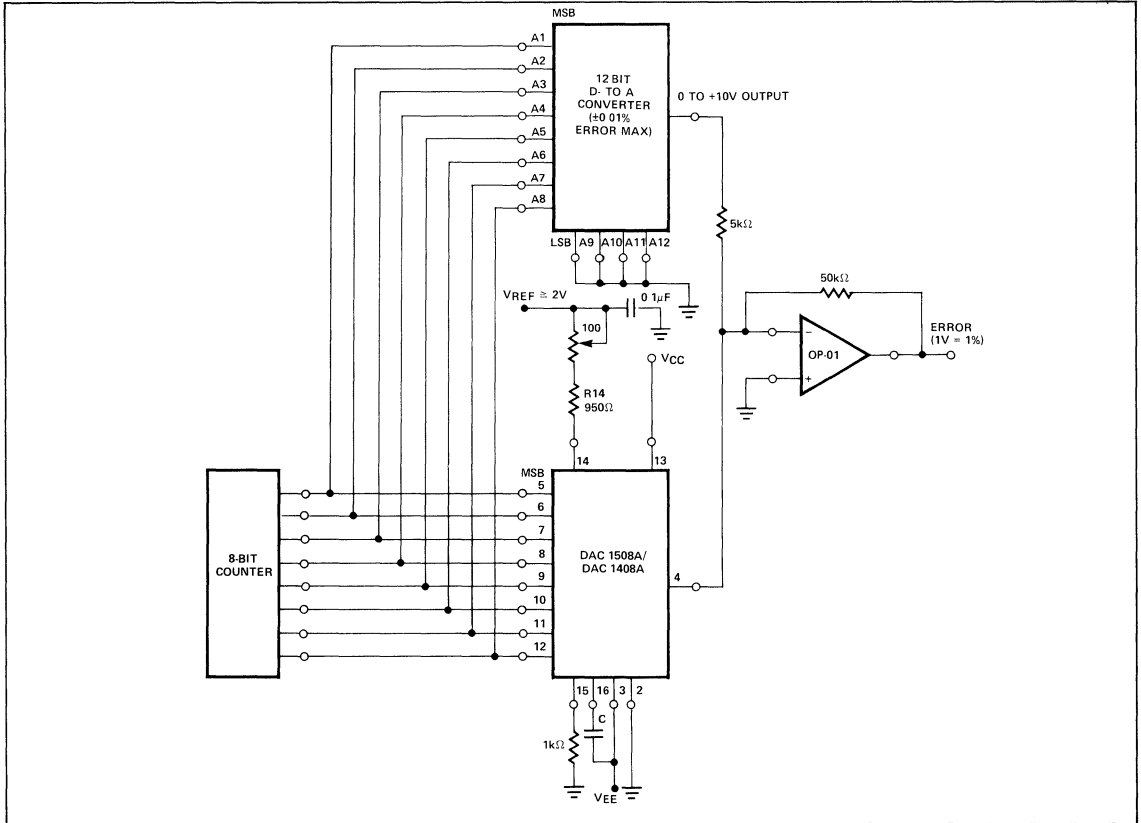 MSB
A1
A2
A3
A4
A5
A6
A7
A8
12 BIT
D- TO A
CONVERTER
(±0 01%
ERROR MAX)
0 TO +10V OUTPUT
LSB A9 A10 A11 A12
5kΩ
VREF ≅ 2V
0 1μF
100
R14
950Ω
VCC
50kΩ
−
OP-01
+
ERROR
(1V = 1%)
14
13
MSB
5
6
7
8
9
10
11
12
8-BIT
COUNTER
DAC 1508A/
DAC 1408A
4
15 16 3 2
C
1kΩ
VEE